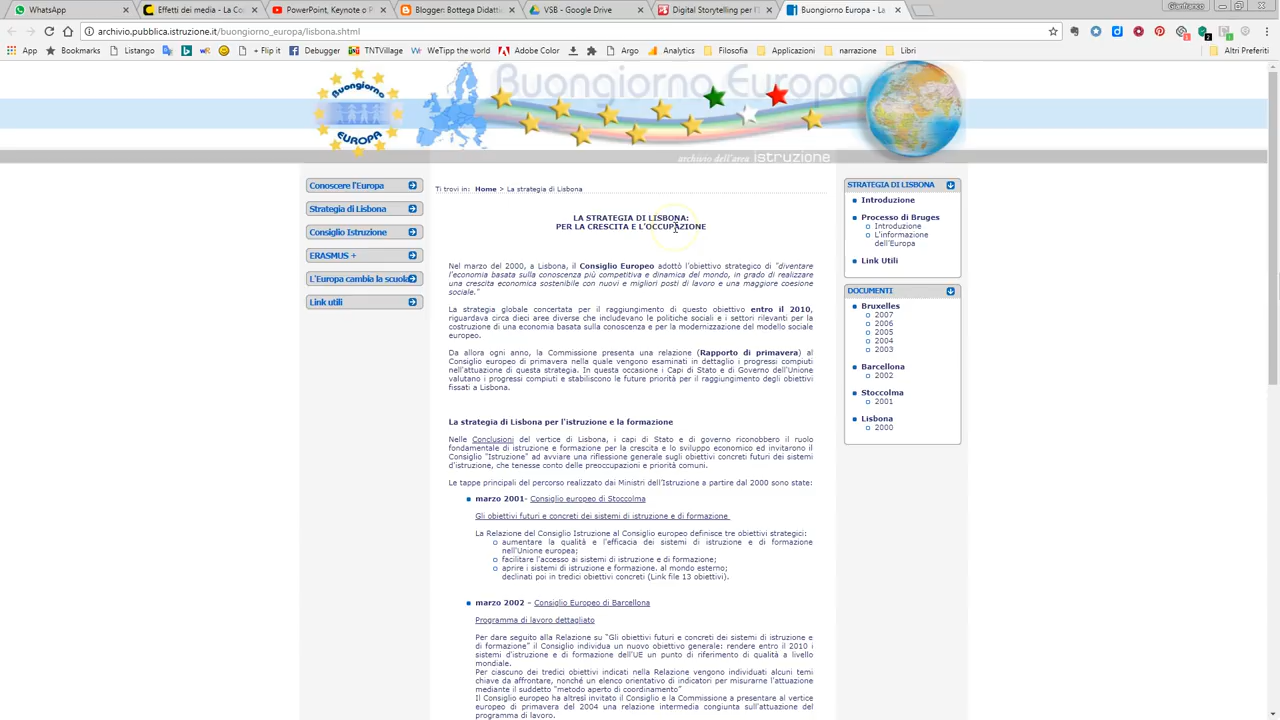 WhatsApp
Effetti dei media - La Co
PowerPoint, Keynote o P
Blogger: Bottega Didattic
VSB - Google Drive
Digital Storytelling per l'I
Buongiorno Europa - La
Gianfranco
archivio.pubblica.istruzione.it/buongiorno_europa/lisbona.shtml
App
Bookmarks
Listango
+ Flip it
Debugger
TNTVillage
WeTipp the world
Adobe Color
Argo
Analytics
Filosofia
Applicazioni
narrazione
Libri
Altri Preferiti
Buongiorno Europa
BUONGIORNO
EUROPA
archivio dell'area istruzione
Conoscere l'Europa
Strategia di Lisbona
Consiglio Istruzione
ERASMUS +
L'Europa cambia la scuola
Link utili
Ti trovi in: Home > La strategia di Lisbona
LA STRATEGIA DI LISBONA:
PER LA CRESCITA E L'OCCUPAZIONE
Nel marzo del 2000, a Lisbona, il Consiglio Europeo adottò l'obiettivo strategico di "diventare
l'economia basata sulla conoscenza più competitiva e dinamica del mondo, in grado di realizzare
una crescita economica sostenibile con nuovi e migliori posti di lavoro e una maggiore coesione
sociale."
La strategia globale concertata per il raggiungimento di questo obiettivo entro il 2010,
riguardava circa dieci aree diverse che includevano le politiche sociali e i settori rilevanti per la
costruzione di una economia basata sulla conoscenza e per la modernizzazione del modello sociale
europeo.
Da allora ogni anno, la Commissione presenta una relazione (Rapporto di primavera) al
Consiglio europeo di primavera nella quale vengono esaminati in dettaglio i progressi compiuti
nell'attuazione di questa strategia. In questa occasione i Capi di Stato e di Governo dell'Unione
valutano i progressi compiuti e stabiliscono le future priorità per il raggiungimento degli obiettivi
fissati a Lisbona.
La strategia di Lisbona per l'istruzione e la formazione
Nelle Conclusioni del vertice di Lisbona, i capi di Stato e di governo riconobbero il ruolo
fondamentale di istruzione e formazione per la crescita e lo sviluppo economico ed invitarono il
Consiglio "Istruzione" ad avviare una riflessione generale sugli obiettivi concreti futuri dei sistemi
d'istruzione, che tenesse conto delle preoccupazioni e priorità comuni.
Le tappe principali del percorso realizzato dai Ministri dell'Istruzione a partire dal 2000 sono state:
marzo 2001- Consiglio europeo di Stoccolma
Gli obiettivi futuri e concreti dei sistemi di istruzione e di formazione
La Relazione del Consiglio Istruzione al Consiglio europeo definisce tre obiettivi strategici:
aumentare la qualità e l'efficacia dei sistemi di istruzione e di formazione
nell'Unione europea;
facilitare l'accesso ai sistemi di istruzione e di formazione;
aprire i sistemi di istruzione e formazione. al mondo esterno;
declinati poi in tredici obiettivi concreti (Link file 13 obiettivi).
marzo 2002 – Consiglio Europeo di Barcellona
Programma di lavoro dettagliato
Per dare seguito alla Relazione su "Gli obiettivi futuri e concreti dei sistemi di istruzione e
di formazione" il Consiglio individua un nuovo obiettivo generale: rendere entro il 2010 i
sistemi d'istruzione e di formazione dell'UE un punto di riferimento di qualità a livello
mondiale.
Per ciascuno dei tredici obiettivi indicati nella Relazione vengono individuati alcuni temi
chiave da affrontare, nonché un elenco orientativo di indicatori per misurarne l'attuazione
mediante il suddetto "metodo aperto di coordinamento"
Il Consiglio europeo ha altresì invitato il Consiglio e la Commissione a presentare al vertice
europeo di primavera del 2004 una relazione intermedia congiunta sull'attuazione del
programma di lavoro.
STRATEGIA DI LISBONA
Introduzione
Processo di Bruges
Introduzione
L'informazione
dell'Europa
Link Utili
DOCUMENTI
Bruxelles
2007
2006
2005
2004
2003
Barcellona
2002
Stoccolma
2001
Lisbona
2000